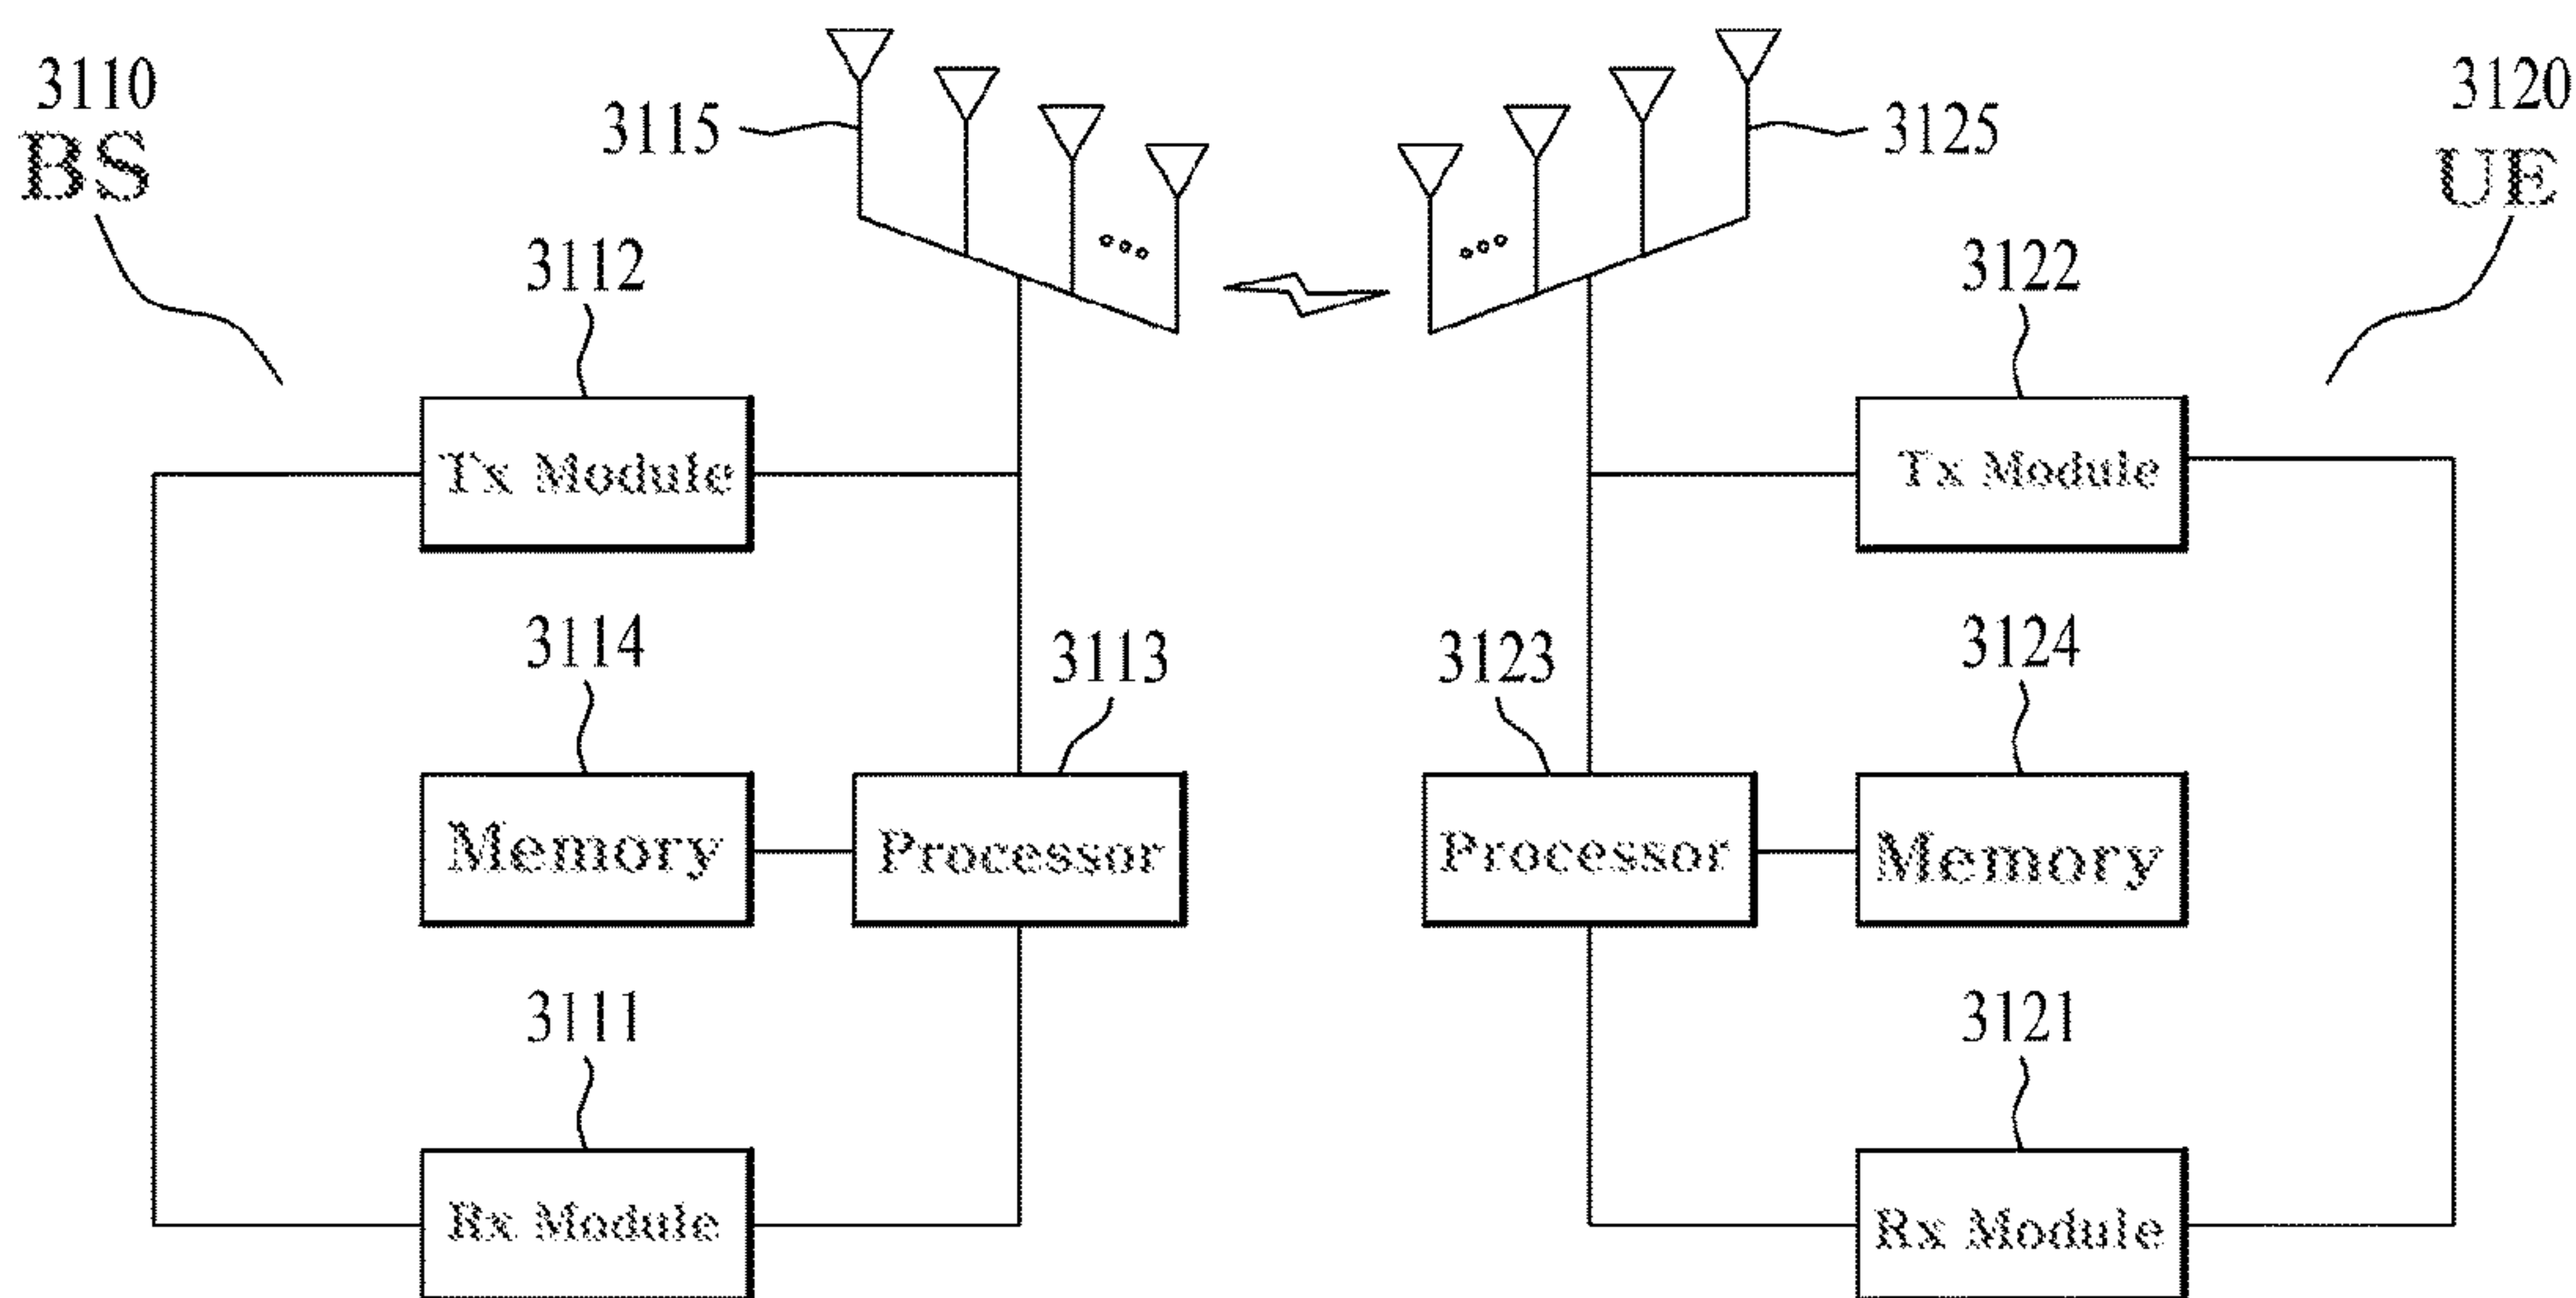 3110
BS
3115
3125
3120
UE
3112
Tx Module
3122
Tx Module
3114
3113
3123
3124
Memory
Processor
Processor
Memory
3111
Rx Module
3121
Rx Module